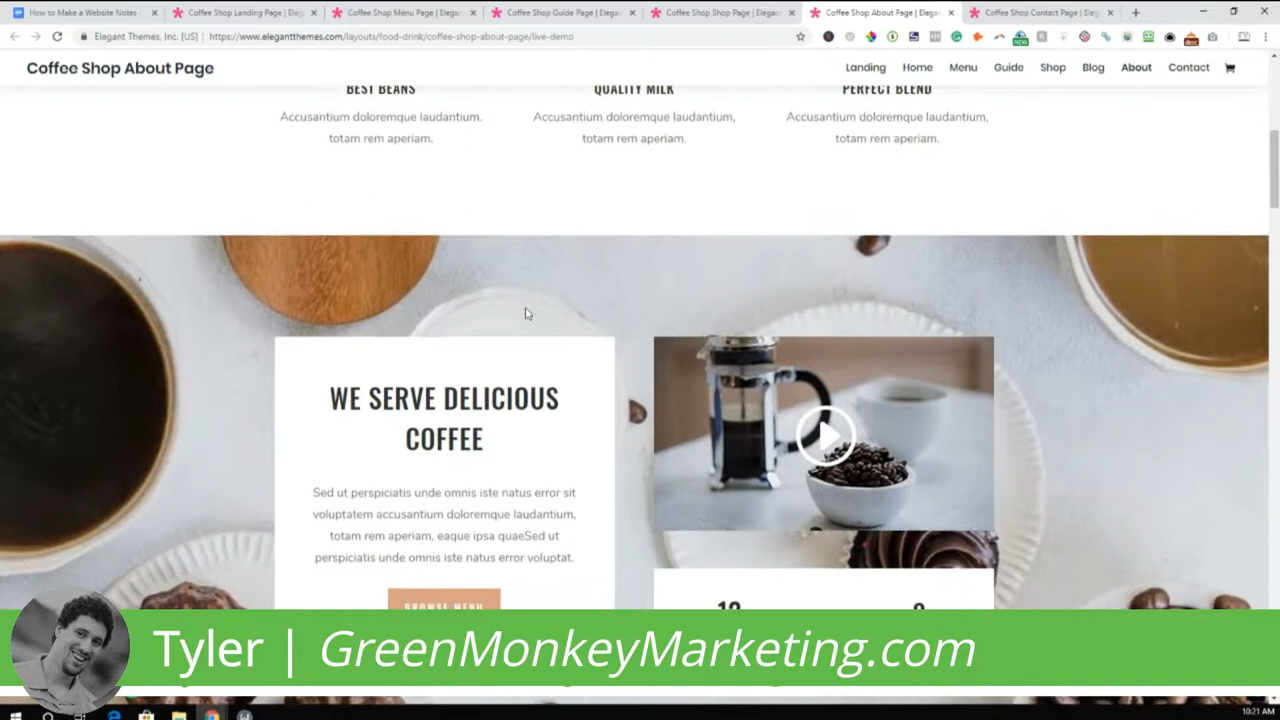 How to Make a Website Notes -
Coffee Shop Landing Page | Eleg
Coffee Shop Menu Page | Elegan
Coffee Shop Guide Page | Elega
Coffee Shop Shop Page | Elegan
Coffee Shop About Page | Elegan
Coffee Shop Contact Page | Eleg
Elegant Themes, Inc. [US] | https://www.elegantthemes.com/layouts/food-drink/coffee-shop-about-page/live-demo
Coffee Shop About Page
Landing Home Menu Guide Shop Blog About Contact
BEST BEANS
Accusantium doloremque laudantium,
totam rem aperiam.
QUALITY MILK
Accusantium doloremque laudantium,
totam rem aperiam.
PERFECT BLEND
Accusantium doloremque laudantium,
totam rem aperiam.
WE SERVE DELICIOUS
COFFEE
Sed ut perspiciatis unde omnis iste natus error sit
voluptatem accusantium doloremque laudantium,
totam rem aperiam, eaque ipsa quaeSed ut
perspiciatis unde omnis iste natus error voluptat.
BROWSE MENU
Tyler | GreenMonkeyMarketing.com
10:21 AM